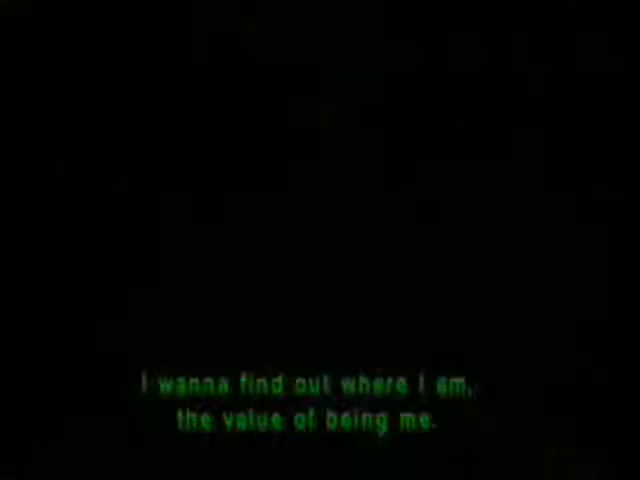 I wanna find out where I am,
the value of being me.